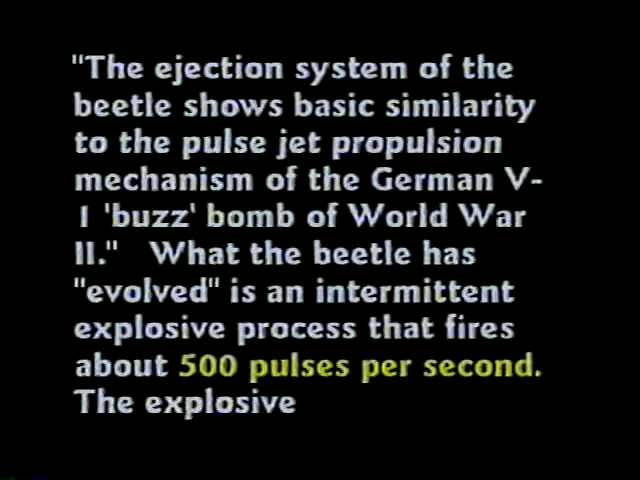 "The ejection system of the
beetle shows basic similarity
to the pulse jet propulsion
mechanism of the German V-
1 'buzz' bomb of World War
II."   What the beetle has
"evolved" is an intermittent
explosive process that fires
about 500 pulses per second.
The explosive